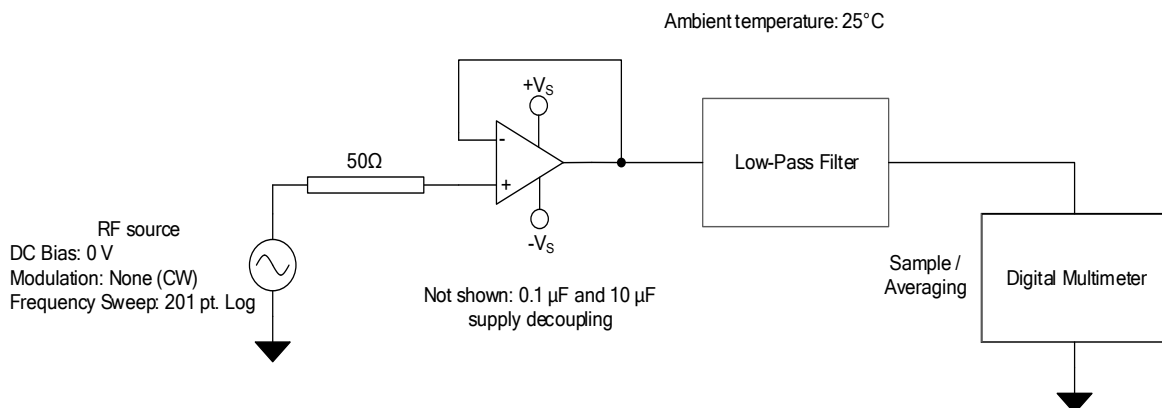 Ambient temperature: 25°C
+VS
-
50Ω
+
Low-Pass Filter
-VS
RF source
DC Bias: 0 V
Modulation: None (CW)
Frequency Sweep: 201 pt. Log
Not shown: 0.1 µF and 10 µF
supply decoupling
Sample /
Averaging
Digital Multimeter